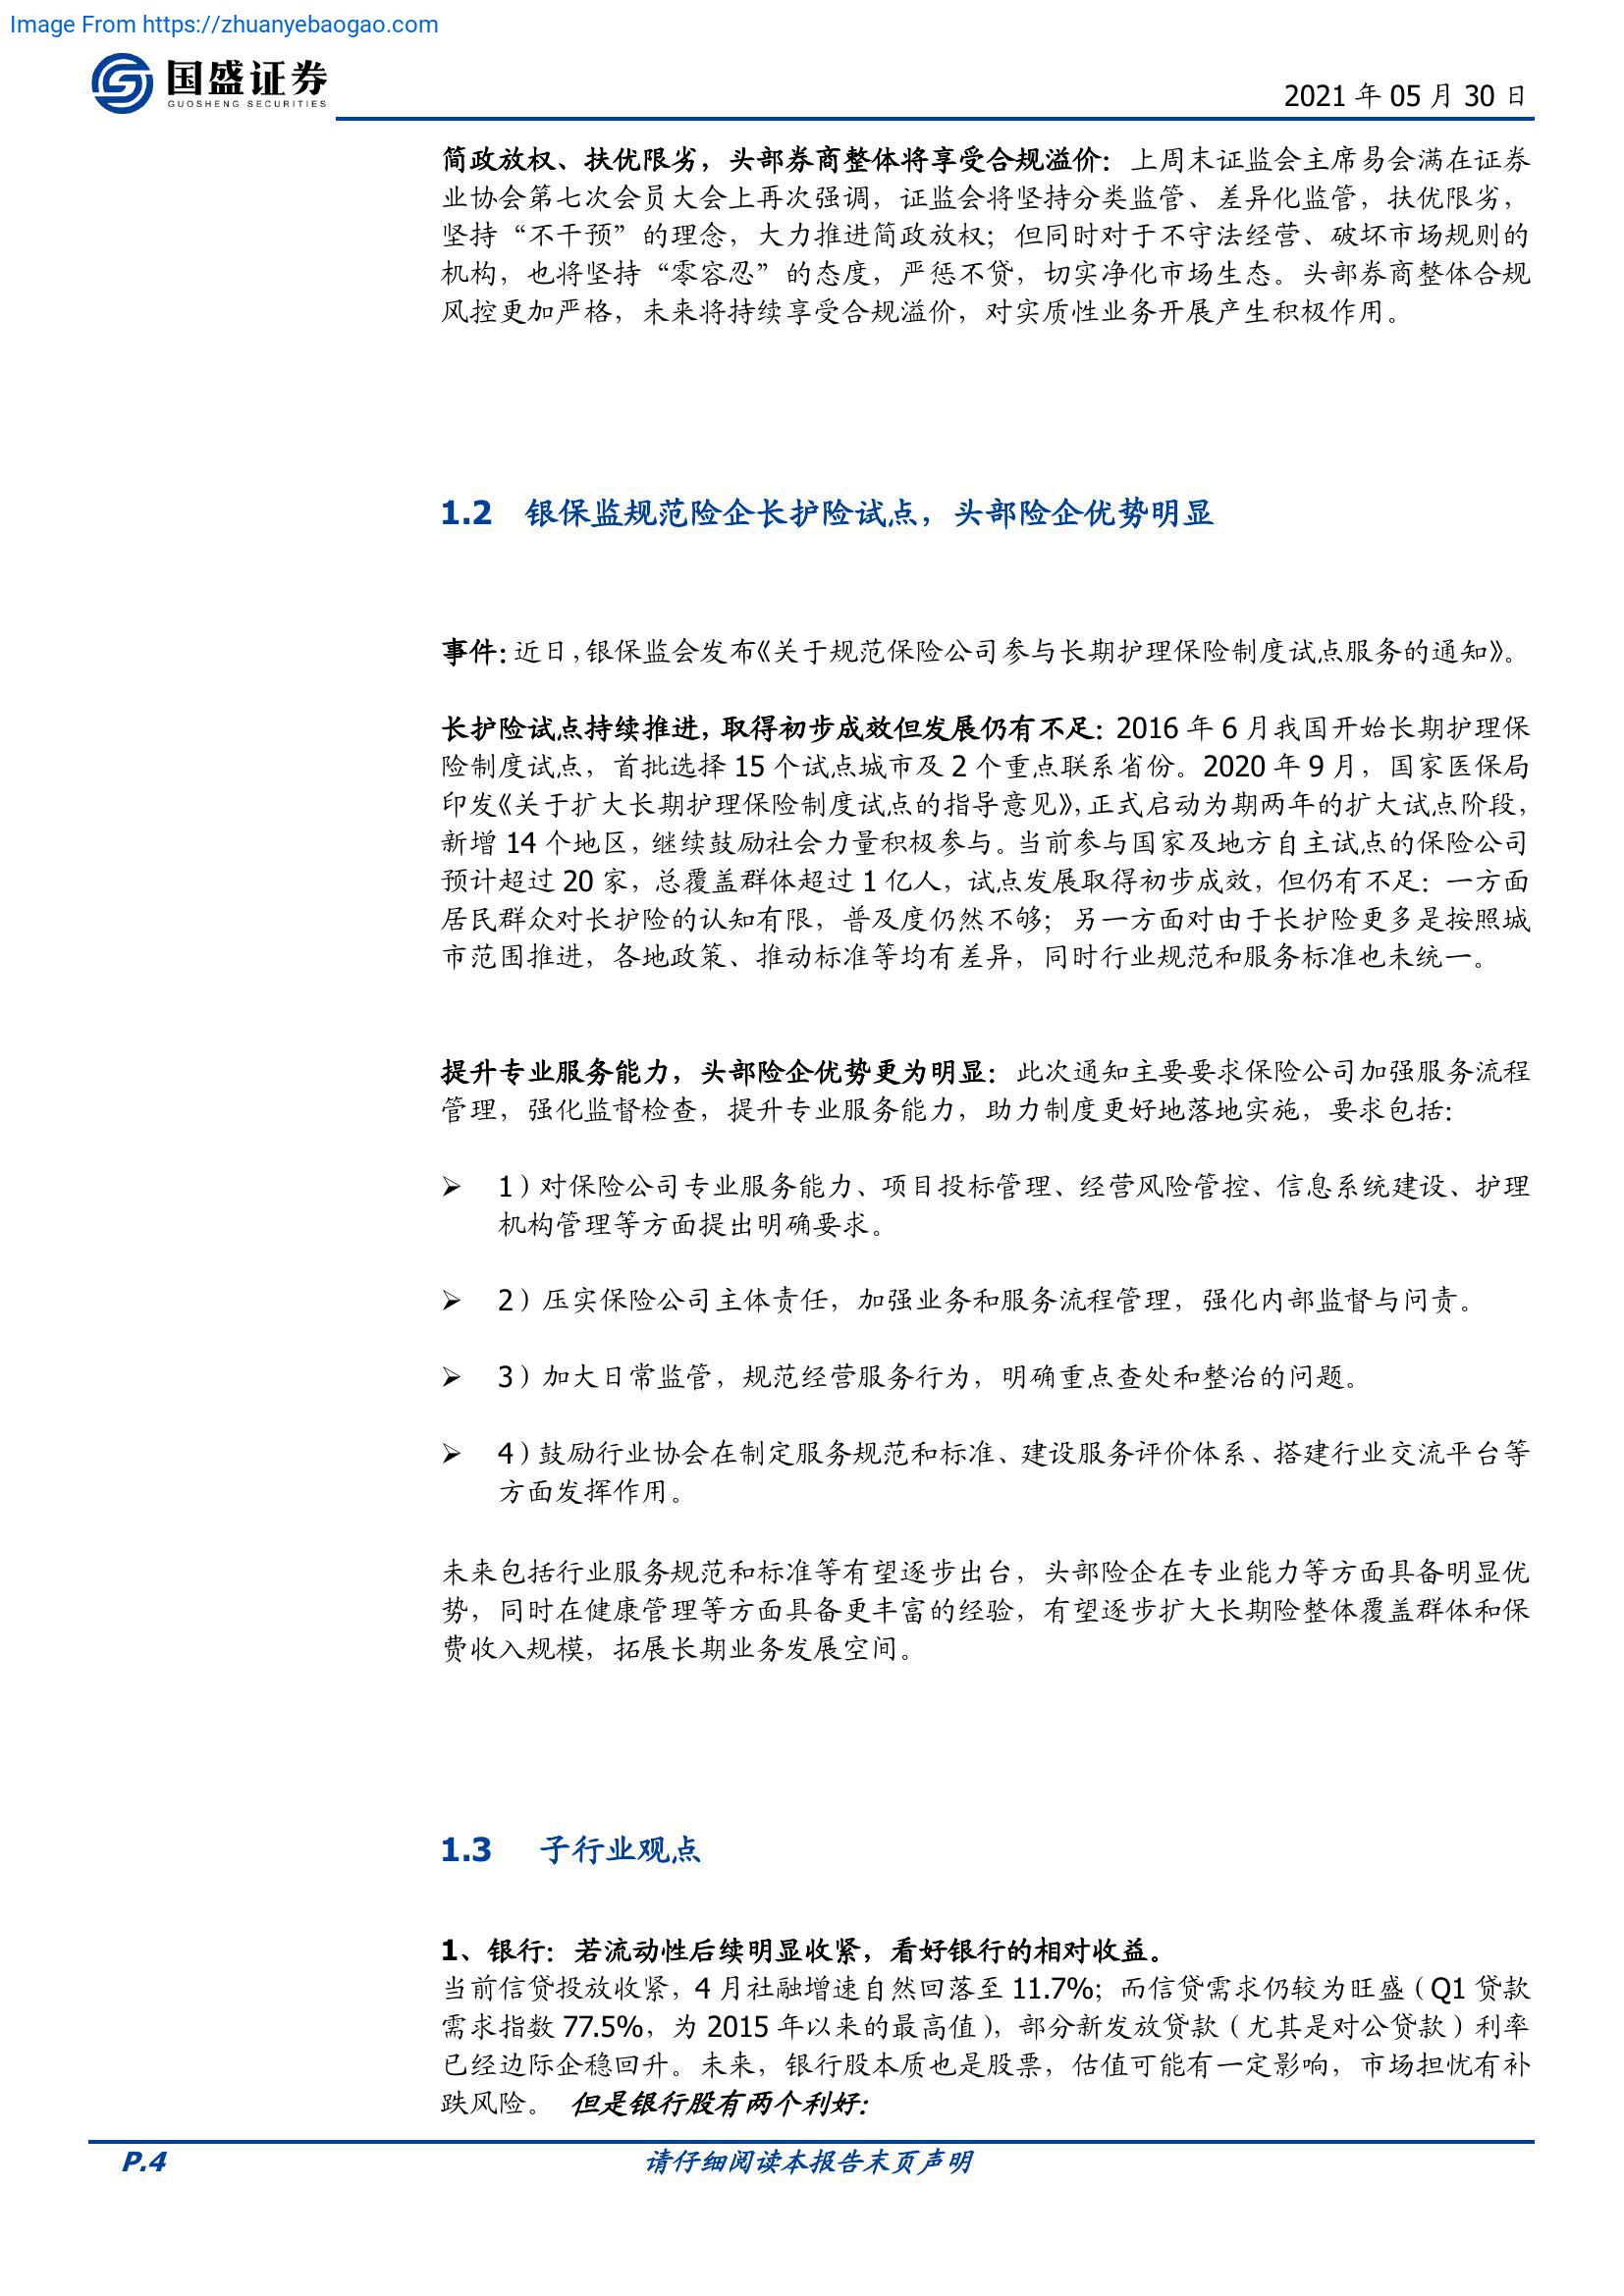 Image From https://zhuanyebaogao.com
国盛证券
GUOSHENG SECURITIES
2021 年 05 月 30 日
简政放权、扶优限劣，头部券商整体将享受合规溢价：上周末证监会主席易会满在证券
业协会第七次会员大会上再次强调，证监会将坚持分类监管、差异化监管，扶优限劣，
坚持“不干预”的理念，大力推进简政放权；但同时对于不守法经营、破坏市场规则的
机构，也将坚持“零容忍”的态度，严惩不贷，切实净化市场生态。头部券商整体合规
风控更加严格，未来将持续享受合规溢价，对实质性业务开展产生积极作用。
1.2 银保监规范险企长护险试点，头部险企优势明显
事件：近日，银保监会发布《关于规范保险公司参与长期护理保险制度试点服务的通知》。
长护险试点持续推进，取得初步成效但发展仍有不足：2016 年 6 月我国开始长期护理保
险制度试点，首批选择 15 个试点城市及 2 个重点联系省份。2020 年 9 月，国家医保局
印发《关于扩大长期护理保险制度试点的指导意见》，正式启动为期两年的扩大试点阶段，
新增 14 个地区，继续鼓励社会力量积极参与。当前参与国家及地方自主试点的保险公司
预计超过 20 家，总覆盖群体超过 1 亿人，试点发展取得初步成效，但仍有不足：一方面
居民群众对长护险的认知有限，普及度仍然不够；另一方面对由于长护险更多是按照城
市范围推进，各地政策、推动标准等均有差异，同时行业规范和服务标准也未统一。
提升专业服务能力，头部险企优势更为明显：此次通知主要要求保险公司加强服务流程
管理，强化监督检查，提升专业服务能力，助力制度更好地落地实施，要求包括：
➢ 1）对保险公司专业服务能力、项目投标管理、经营风险管控、信息系统建设、护理
机构管理等方面提出明确要求。
➢ 2）压实保险公司主体责任，加强业务和服务流程管理，强化内部监督与问责。
➢ 3）加大日常监管，规范经营服务行为，明确重点查处和整治的问题。
➢ 4）鼓励行业协会在制定服务规范和标准、建设服务评价体系、搭建行业交流平台等
方面发挥作用。
未来包括行业服务规范和标准等有望逐步出台，头部险企在专业能力等方面具备明显优
势，同时在健康管理等方面具备更丰富的经验，有望逐步扩大长期险整体覆盖群体和保
费收入规模，拓展长期业务发展空间。
1.3 子行业观点
1、银行：若流动性后续明显收紧，看好银行的相对收益。
当前信贷投放收紧，4 月社融增速自然回落至 11.7%；而信贷需求仍较为旺盛（Q1 贷款
需求指数 77.5%，为 2015 年以来的最高值），部分新发放贷款（尤其是对公贷款）利率
已经边际企稳回升。未来，银行股本质也是股票，估值可能有一定影响，市场担忧有补
跌风险。 但是银行股有两个利好：
P.4
请仔细阅读本报告末页声明